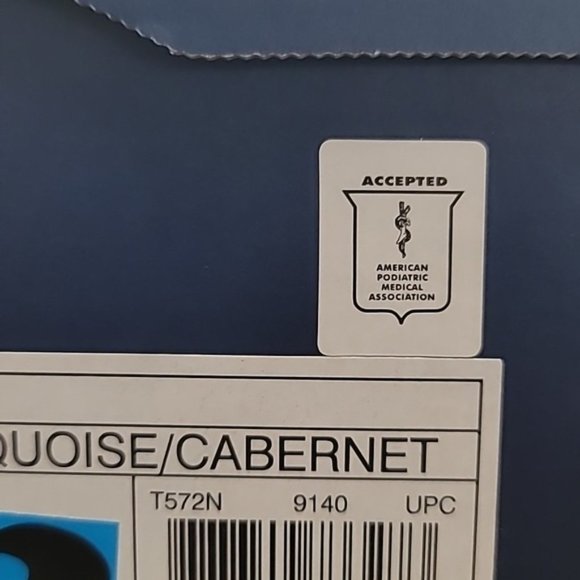 ACCEPTED
AMERICAN
PODIATRIC
MEDICAL
ASSOCIATION
QUOISE/CABERNET
T572N 9140 UPC